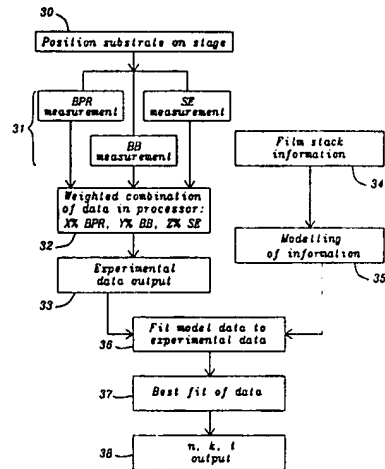 30
Position substrate on stage
31
BPR
measurement
SE
measurement
BB
measurement
Film stack
information
34
Weighted combination
of data in processor:
X% BPR, Y% BB, Z% SE
32
Modelling
of information
35
Experimental
data output
33
Fit model data to
experimental data
36
Best fit of data
37
n, k, t
output
38